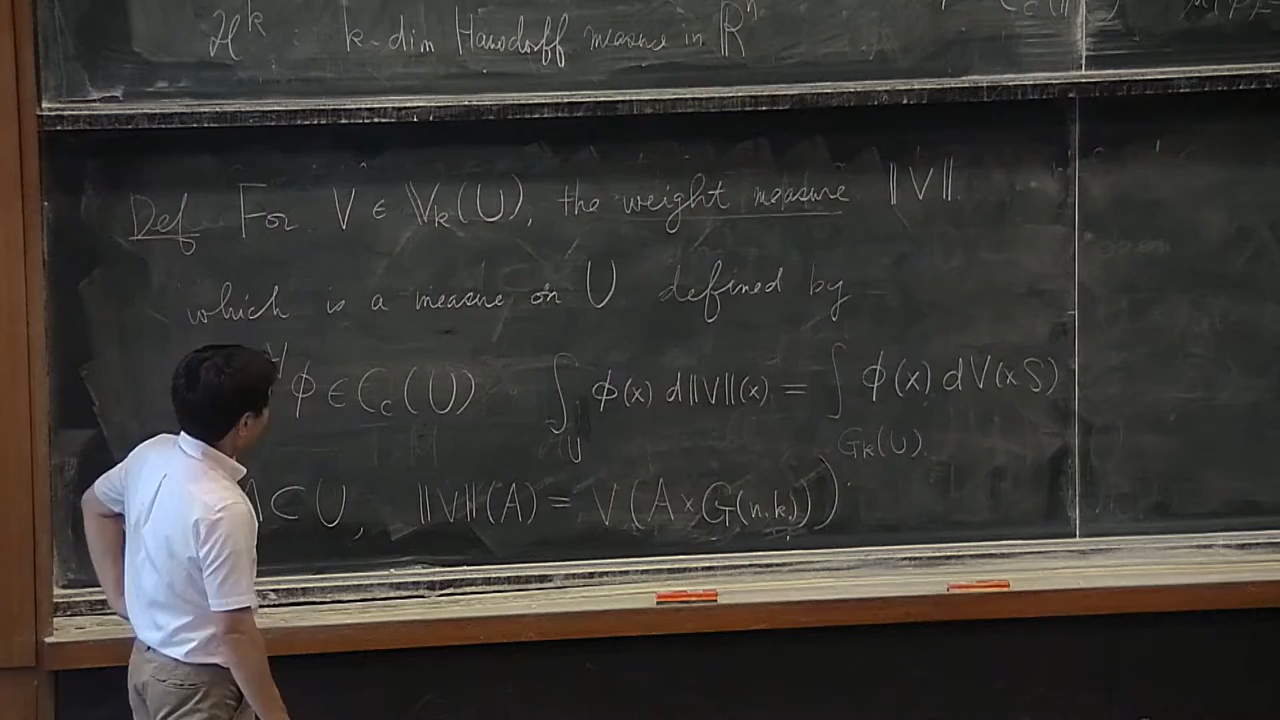 ℋ^k : k-dim Hausdorff measure in ℝ^n
Def For V ∈ 𝕍_k(U), the weight measure ‖V‖
which is a measure on U defined by
∀φ ∈ C_c(U) ∫_U φ(x) d‖V‖(x) = ∫_{G_k(U)} φ(x) dV(x S)
⊂ U, ‖V‖(A) = V(A × G(n,k))